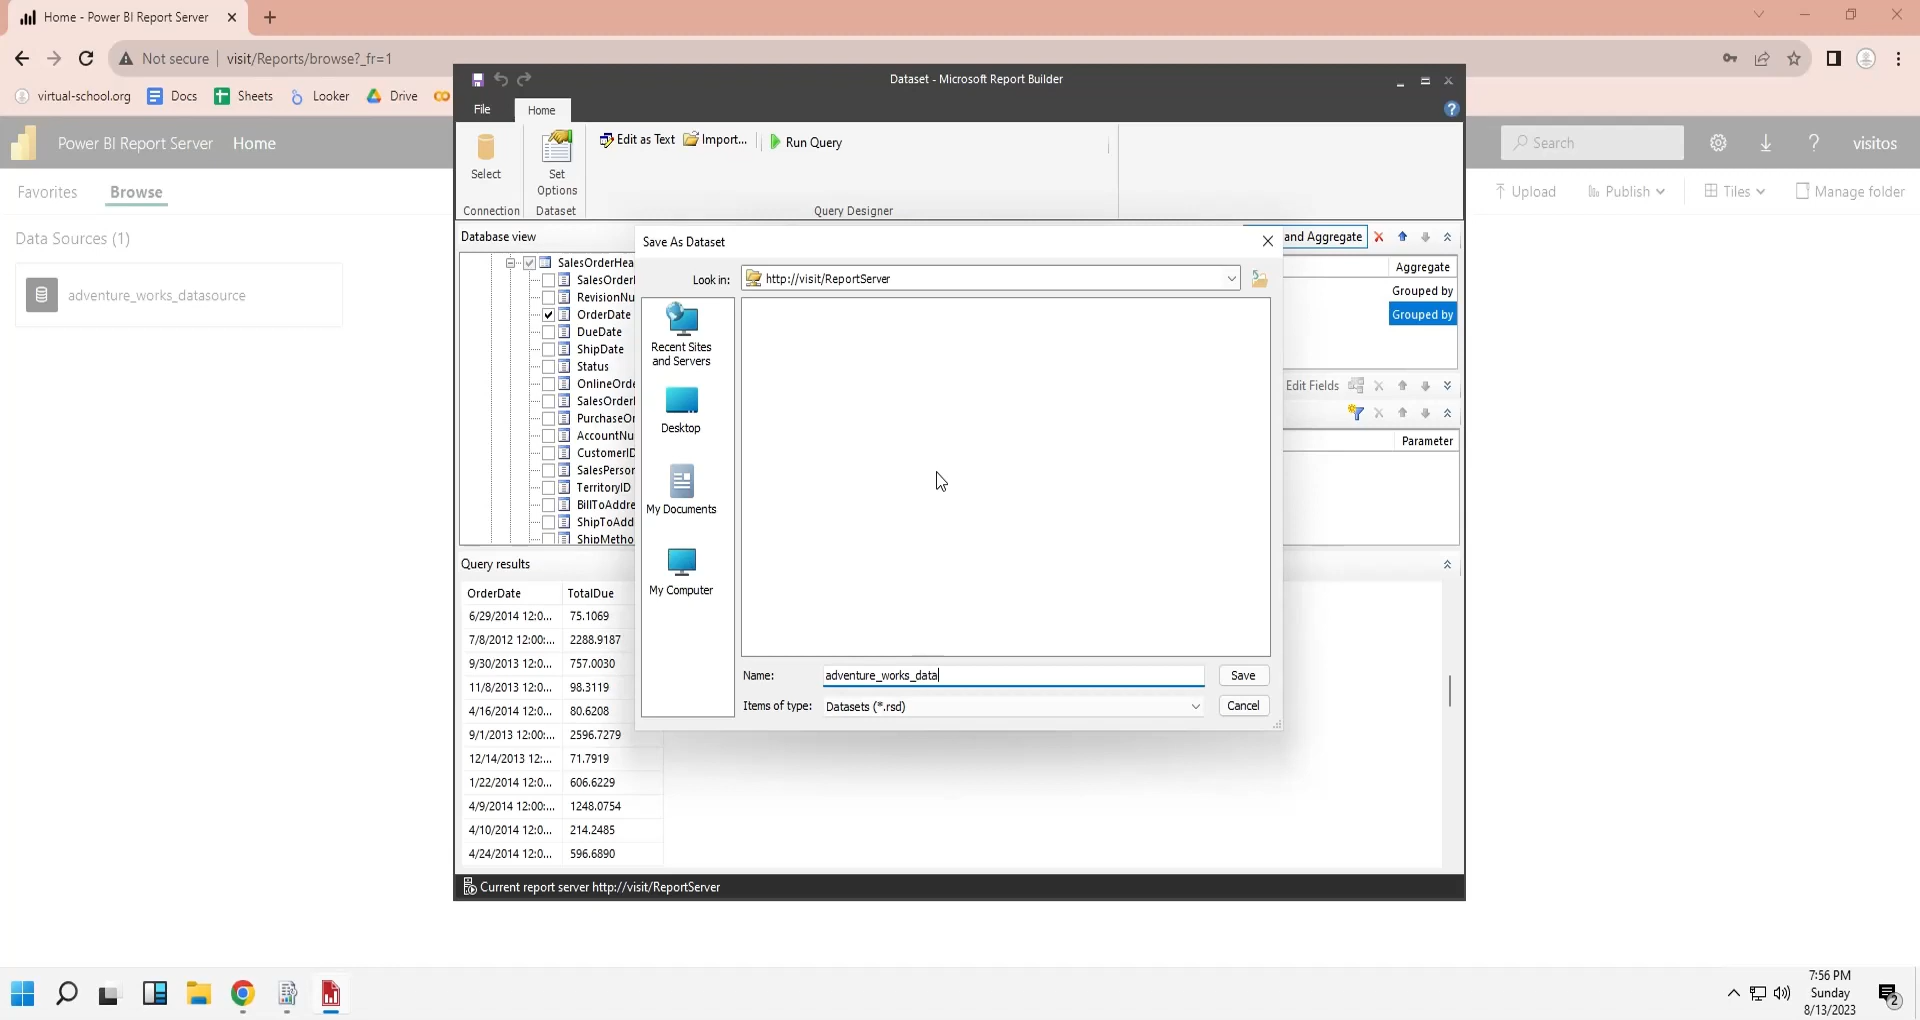 Home - Power BI Report Server
Not secure
visit/Reports/browse?_fr=1
virtual-school.org
Docs
Sheets
Looker
Drive
Power BI Report Server
Home
Search
visitos
Favorites
Browse
Upload
Publish
Tiles
Manage folder
Data Sources (1)
adventure_works_datasource
Dataset - Microsoft Report Builder
File
Home
Select
Connection
Set
Options
Dataset
Edit as Text
Import...
Run Query
Query Designer
Database view
and Aggregate
SalesOrderHea
SalesOrderI
RevisionNu
OrderDate
DueDate
ShipDate
Status
OnlineOrde
SalesOrderI
PurchaseOr
AccountNu
CustomerID
SalesPersor
TerritoryID
BillToAddre
ShipToAdd
ShipMetho
Aggregate
Grouped by
Grouped by
Edit Fields
Parameter
Save As Dataset
Look in:
http://visit/ReportServer
Recent Sites
and Servers
Desktop
My Documents
My Computer
Name:
adventure_works_data
Save
Items of type:
Datasets (*.rsd)
Cancel
Query results
OrderDate TotalDue
6/29/2014 12:0... 75.1069
7/8/2012 12:00:... 2288.9187
9/30/2013 12:0... 757.0030
11/8/2013 12:0... 98.3119
4/16/2014 12:0... 80.6208
9/1/2013 12:00:... 2596.7279
12/14/2013 12:... 71.7919
1/22/2014 12:0... 606.6229
4/9/2014 12:00:... 1248.0754
4/10/2014 12:0... 214.2485
4/24/2014 12:0... 596.6890
Current report server http://visit/ReportServer
7:56 PM
Sunday
8/13/2023
2